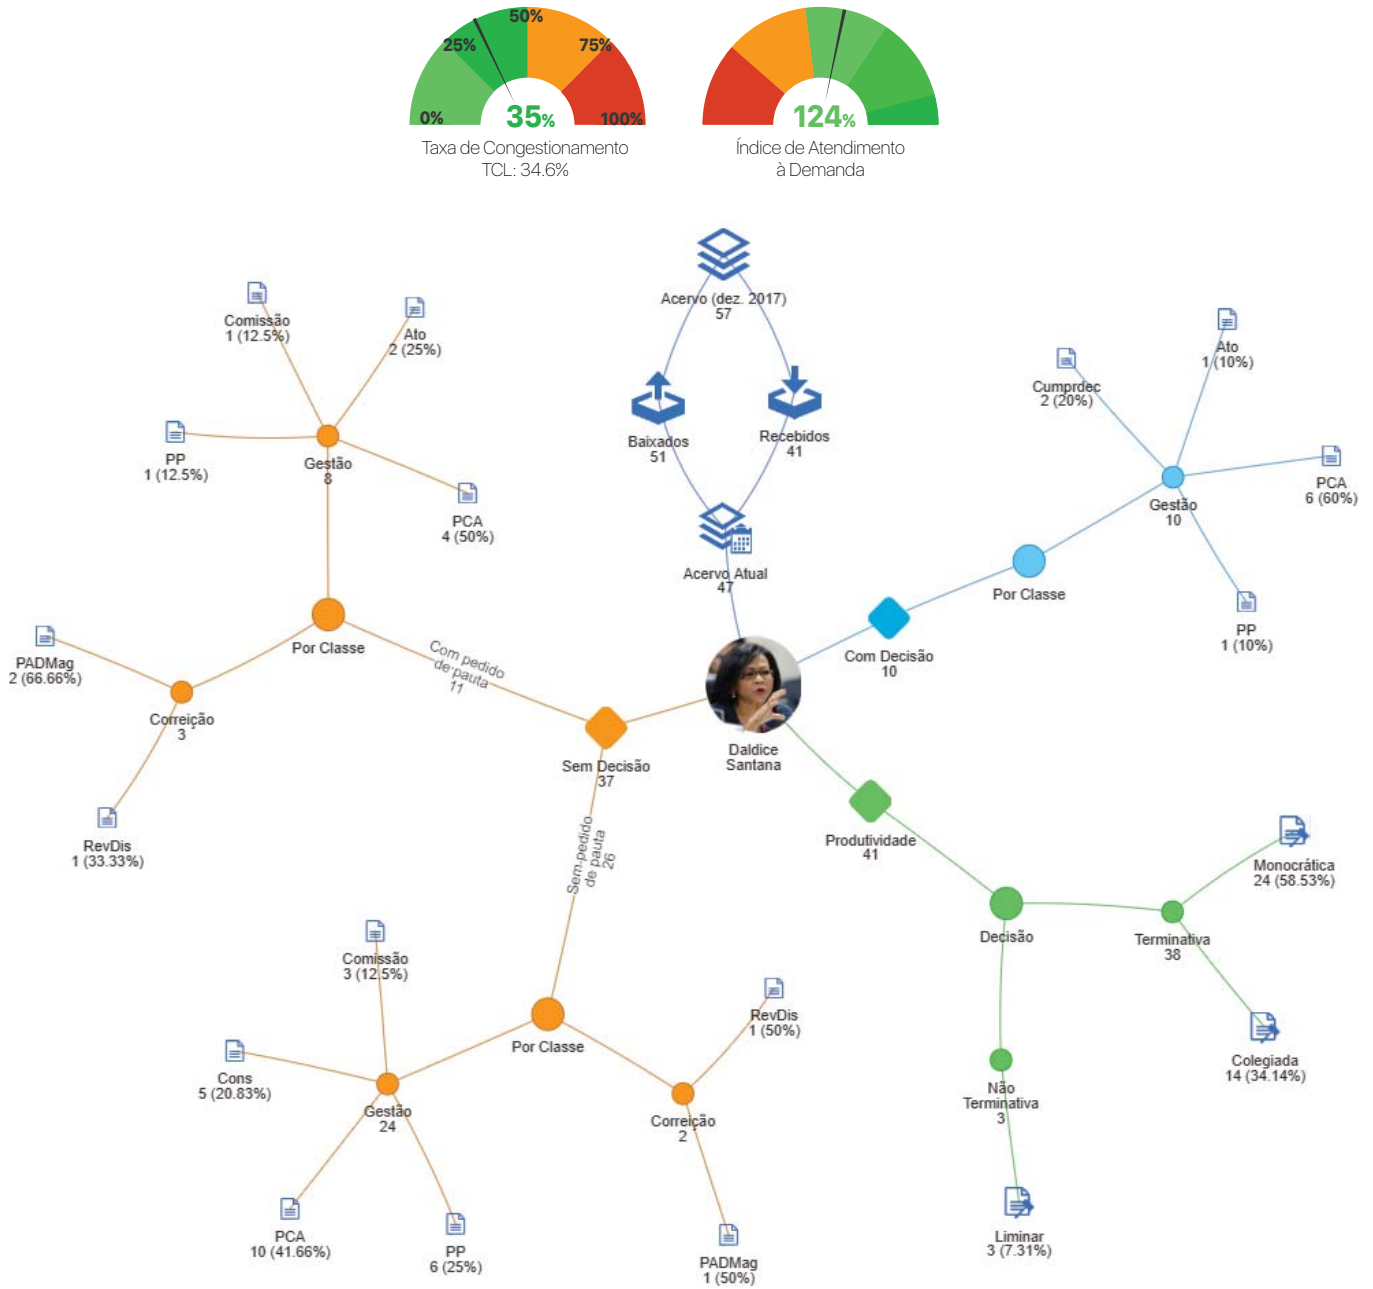 0%
25%
50%
75%
100%
35%
Taxa de Congestionamento
TCL: 34.6%
124%
Índice de Atendimento
à Demanda
Acervo (dez. 2017)
57
Baixados
51
Recebidos
41
Acervo Atual
47
Daldice
Santana
Comissão
1 (12.5%)
Ato
2 (25%)
PP
1 (12.5%)
Gestão
8
PCA
4 (50%)
Por Classe
PADMag
2 (66.66%)
Correição
3
RevDis
1 (33.33%)
Com pedido
de pauta
11
Sem Decisão
37
Sem pedido
de pauta
26
Por Classe
Comissão
3 (12.5%)
Cons
5 (20.83%)
Gestão
24
PCA
10 (41.66%)
PP
6 (25%)
Correição
2
RevDis
1 (50%)
PADMag
1 (50%)
Com Decisão
10
Por Classe
Gestão
10
Cumprdec
2 (20%)
Ato
1 (10%)
PCA
6 (60%)
PP
1 (10%)
Produtividade
41
Decisão
Terminativa
38
Monocrática
24 (58.53%)
Colegiada
14 (34.14%)
Não
Terminativa
3
Liminar
3 (7.31%)